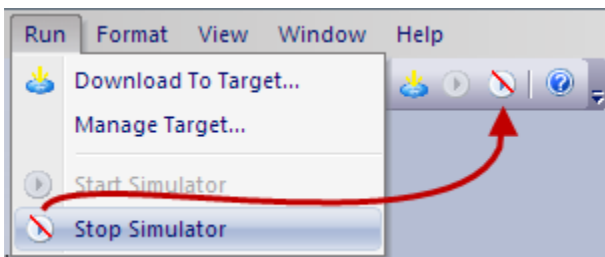 Run Format View Window Help
Download To Target...
Manage Target...
Start Simulator
Stop Simulator